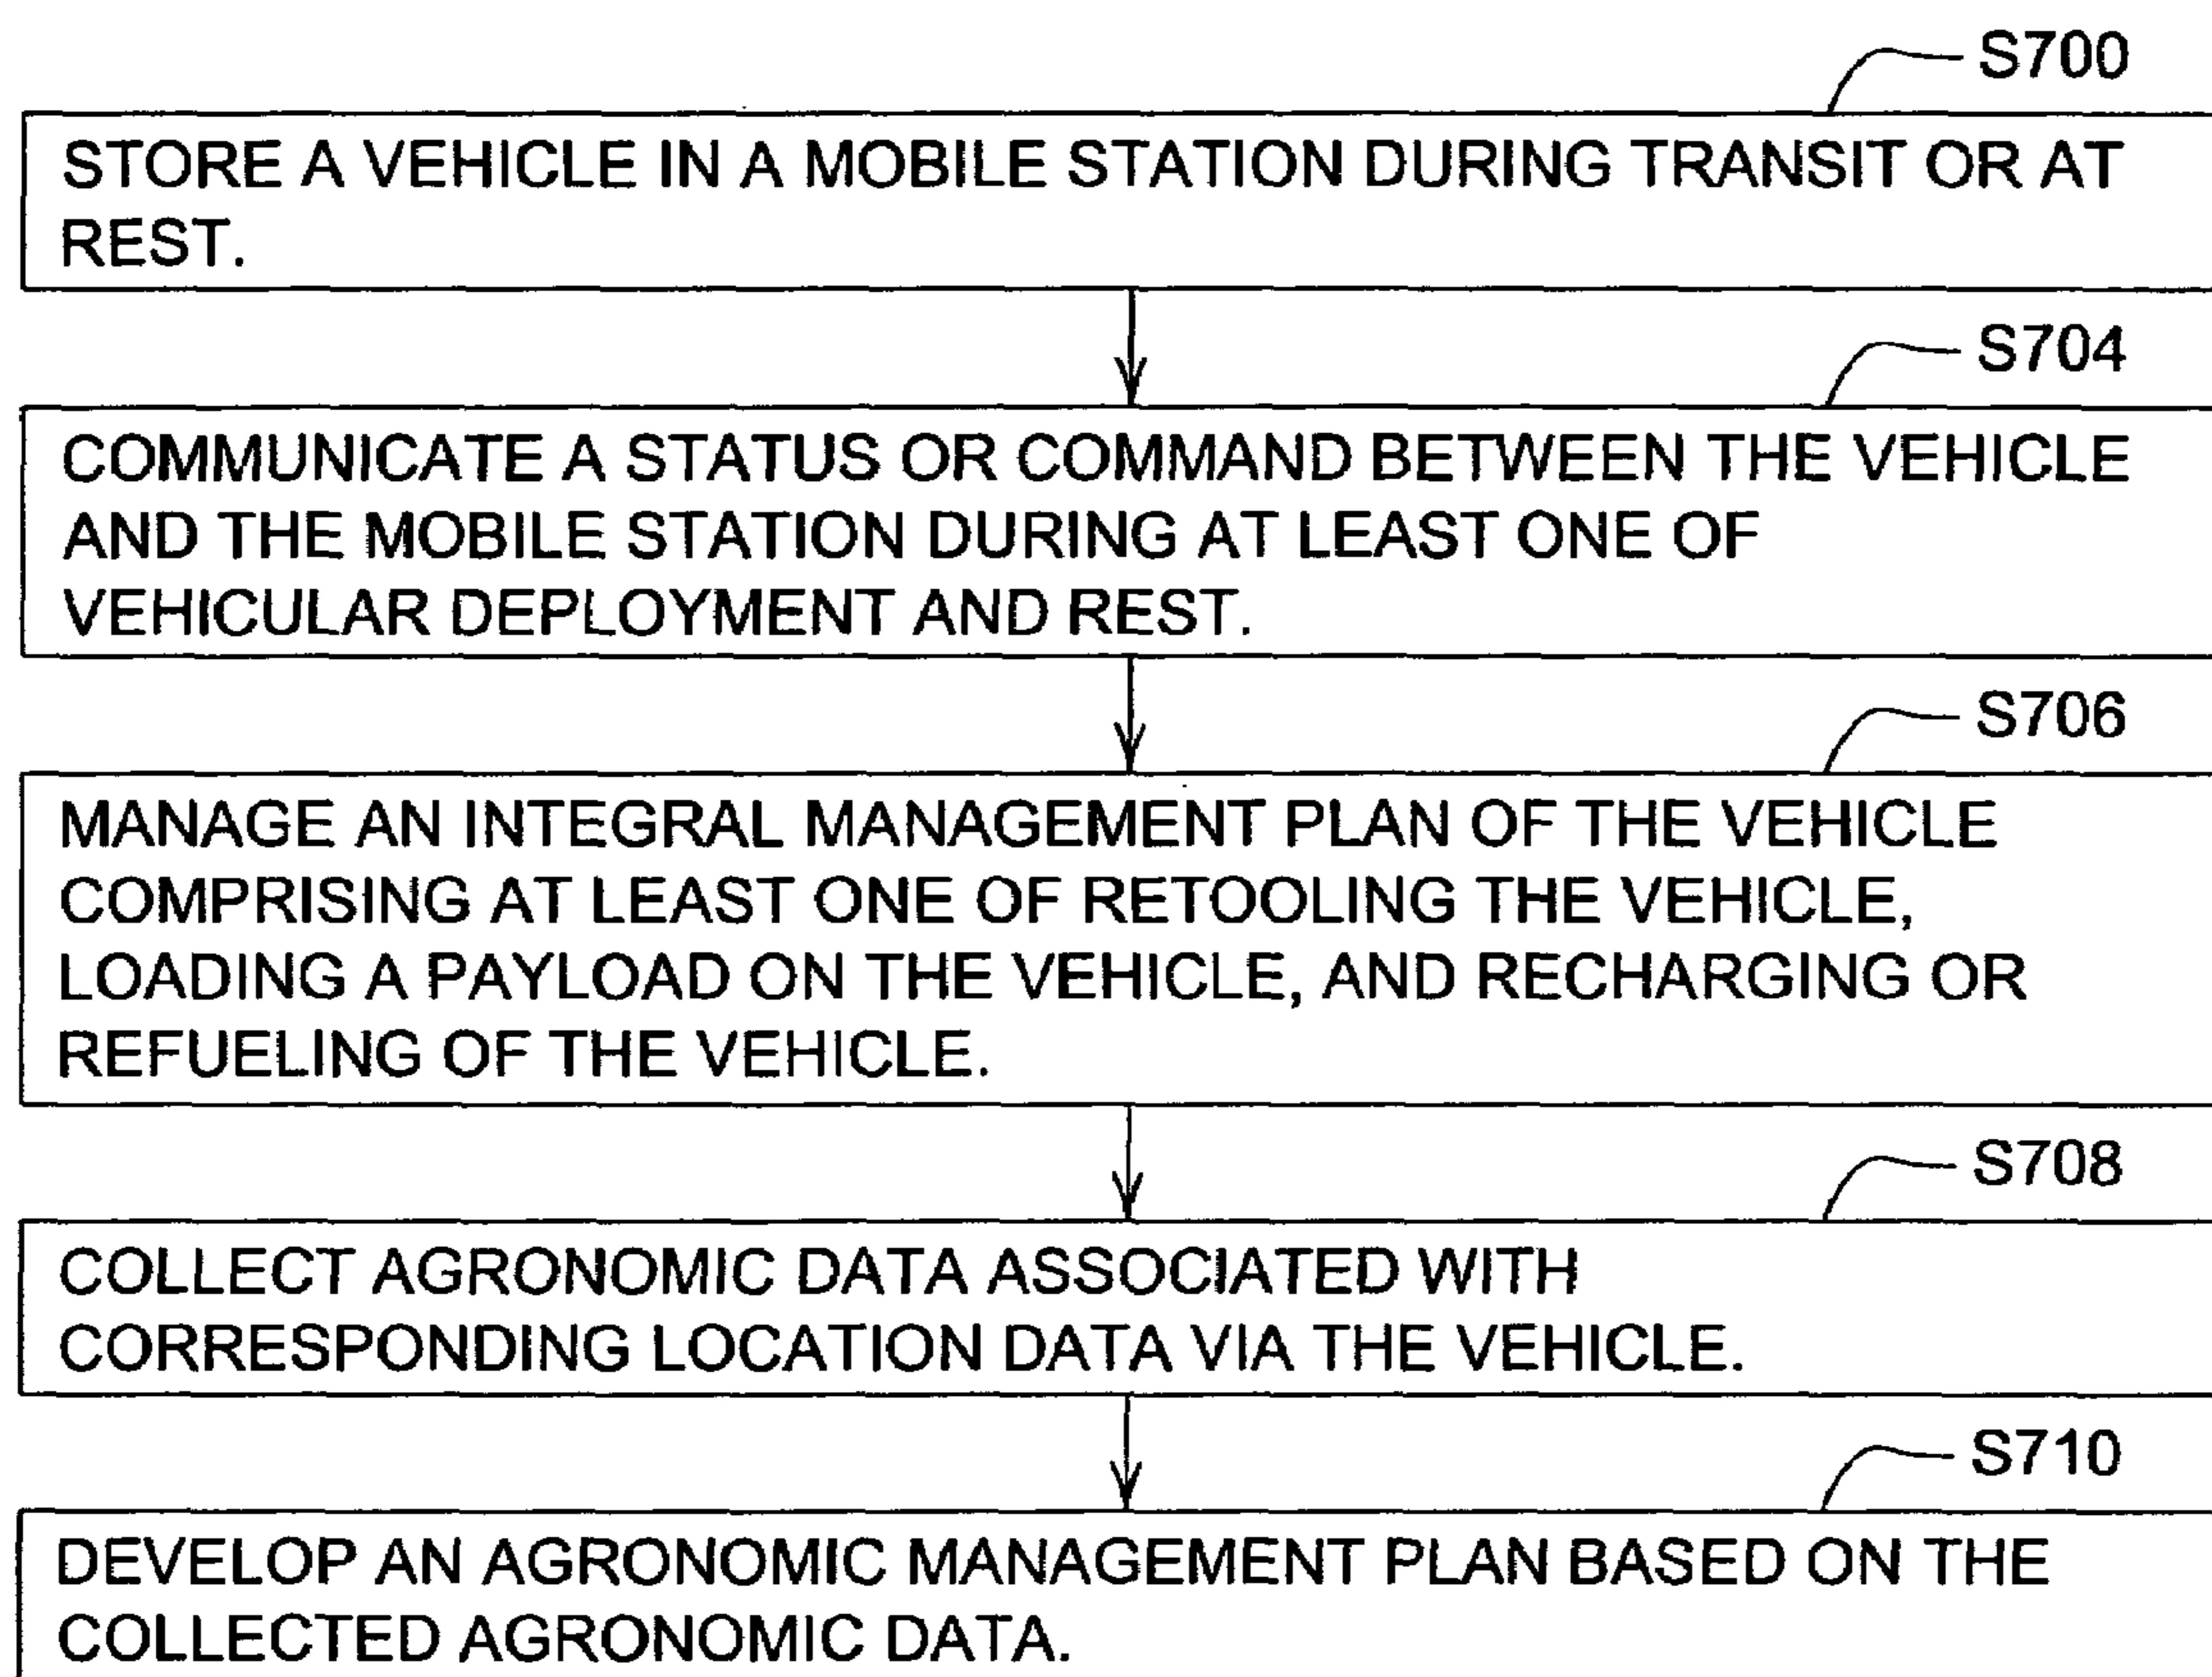 S700
STORE A VEHICLE IN A MOBILE STATION DURING TRANSIT OR AT
REST.
S704
COMMUNICATE A STATUS OR COMMAND BETWEEN THE VEHICLE
AND THE MOBILE STATION DURING AT LEAST ONE OF
VEHICULAR DEPLOYMENT AND REST.
S706
MANAGE AN INTEGRAL MANAGEMENT PLAN OF THE VEHICLE
COMPRISING AT LEAST ONE OF RETOOLING THE VEHICLE,
LOADING A PAYLOAD ON THE VEHICLE, AND RECHARGING OR
REFUELING OF THE VEHICLE.
S708
COLLECT AGRONOMIC DATA ASSOCIATED WITH
CORRESPONDING LOCATION DATA VIA THE VEHICLE.
S710
DEVELOP AN AGRONOMIC MANAGEMENT PLAN BASED ON THE
COLLECTED AGRONOMIC DATA.